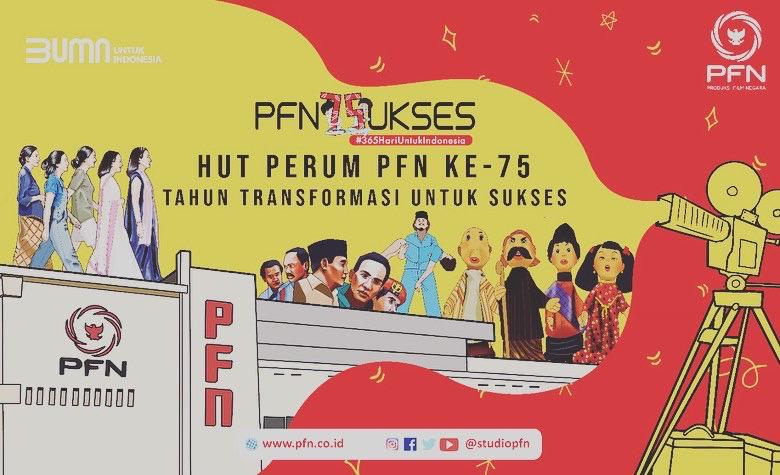 BUMN
UNTUK
INDONESIA
PFN
PRODUKSI FILM NEGARA
PFN75UKSES
#365HariUntukIndonesia
HUT PERUM PFN KE-75
TAHUN TRANSFORMASI UNTUK SUKSES
PFN
PFN
www.pfn.co.id
@studiopfn